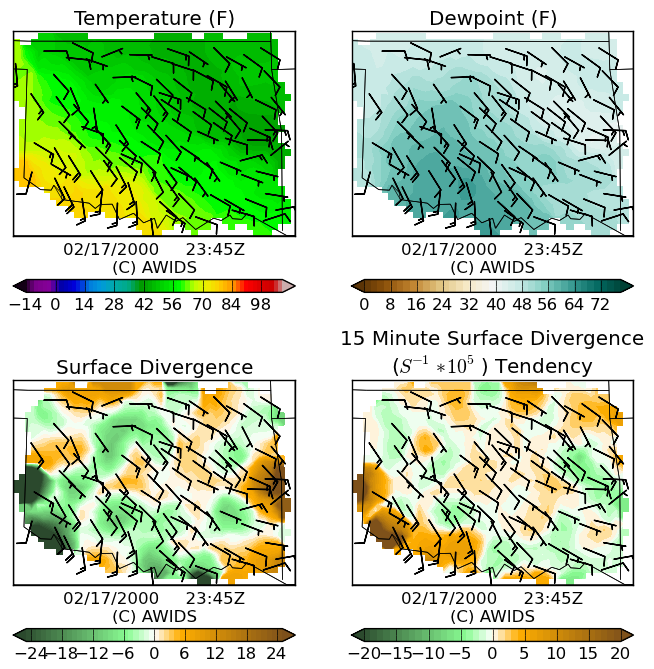 Temperature (F)
Dewpoint (F)
02/17/2000 23:45Z
(C) AWIDS
02/17/2000 23:45Z
(C) AWIDS
−14 0 14 28 42 56 70 84 98
0 8 16 24 32 40 48 56 64 72
Surface Divergence
15 Minute Surface Divergence
(S⁻¹ * 10⁵ ) Tendency
02/17/2000 23:45Z
(C) AWIDS
02/17/2000 23:45Z
(C) AWIDS
−24 −18 −12 −6 0 6 12 18 24
−20 −15 −10 −5 0 5 10 15 20